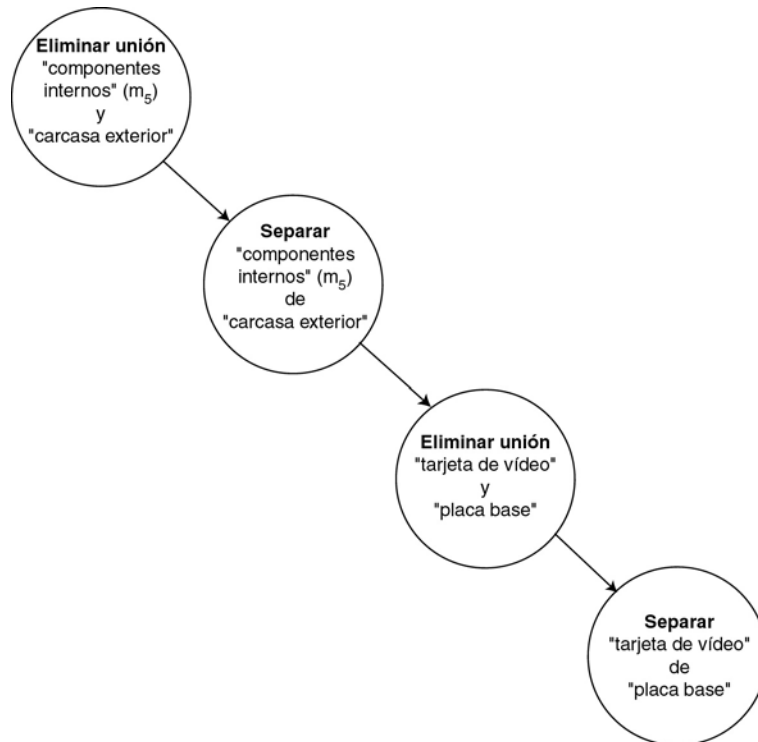 Eliminar unión
"componentes
internos" (m5)
y
"carcasa exterior"
Separar
"componentes
internos" (m5)
de
"carcasa exterior"
Eliminar unión
"tarjeta de vídeo"
y
"placa base"
Separar
"tarjeta de vídeo"
de
"placa base"